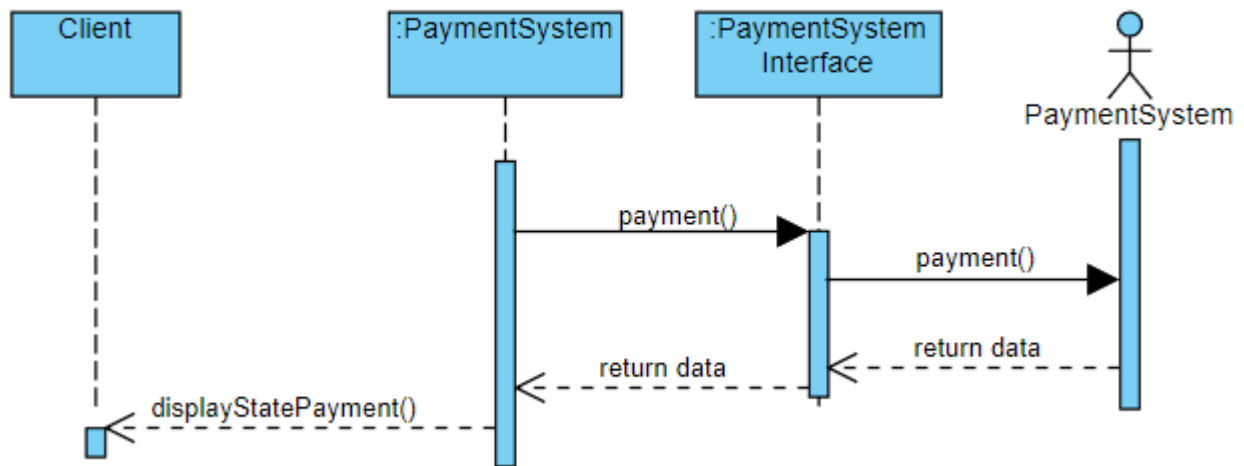 Client
:PaymentSystem
:PaymentSystem
Interface
PaymentSystem
payment()
payment()
return data
return data
displayStatePayment()